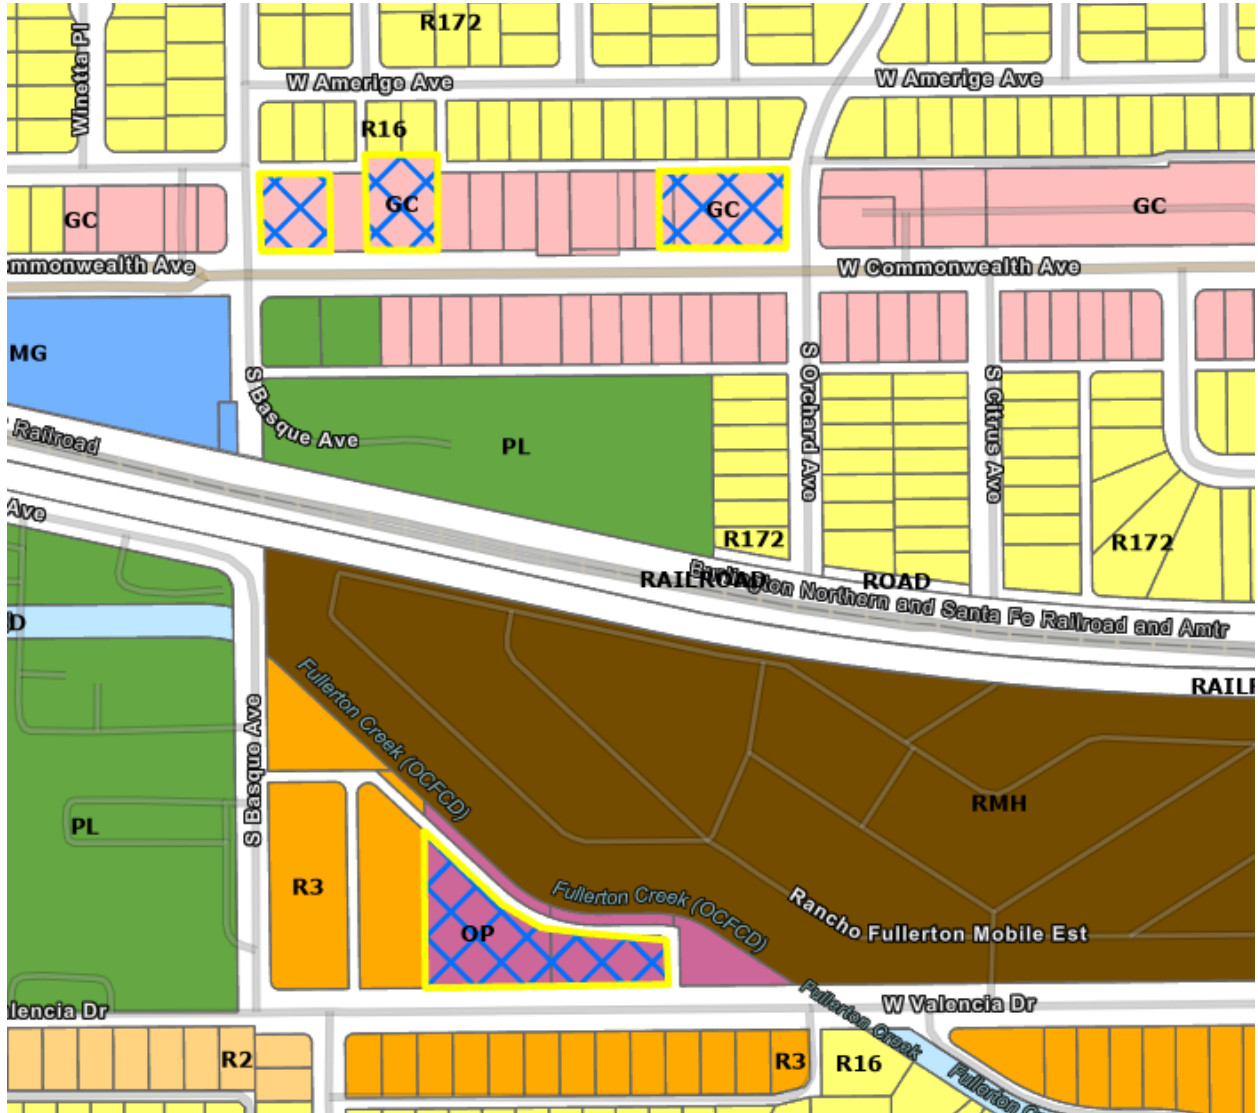 R172
Winetta Pl
W Amerige Ave
W Amerige Ave
R16
GC
GC
GC
GC
ommonwealth Ave
W Commonwealth Ave
MG
S Basque Ave
S Orchard Ave
S Citrus Ave
Railroad
PL
Ave
R172
R172
RAILROAD
ROAD
Burlington Northern and Santa Fe Railroad and Amtr
D
RAILR
Fullerton Creek (OCFCD)
S Basque Ave
RMH
PL
R3
Fullerton Creek (OCFCD)
Rancho Fullerton Mobile Est
OP
lencia Dr
W Valencia Dr
Fullerton Creek
R2
R3
R16
Fullerton C